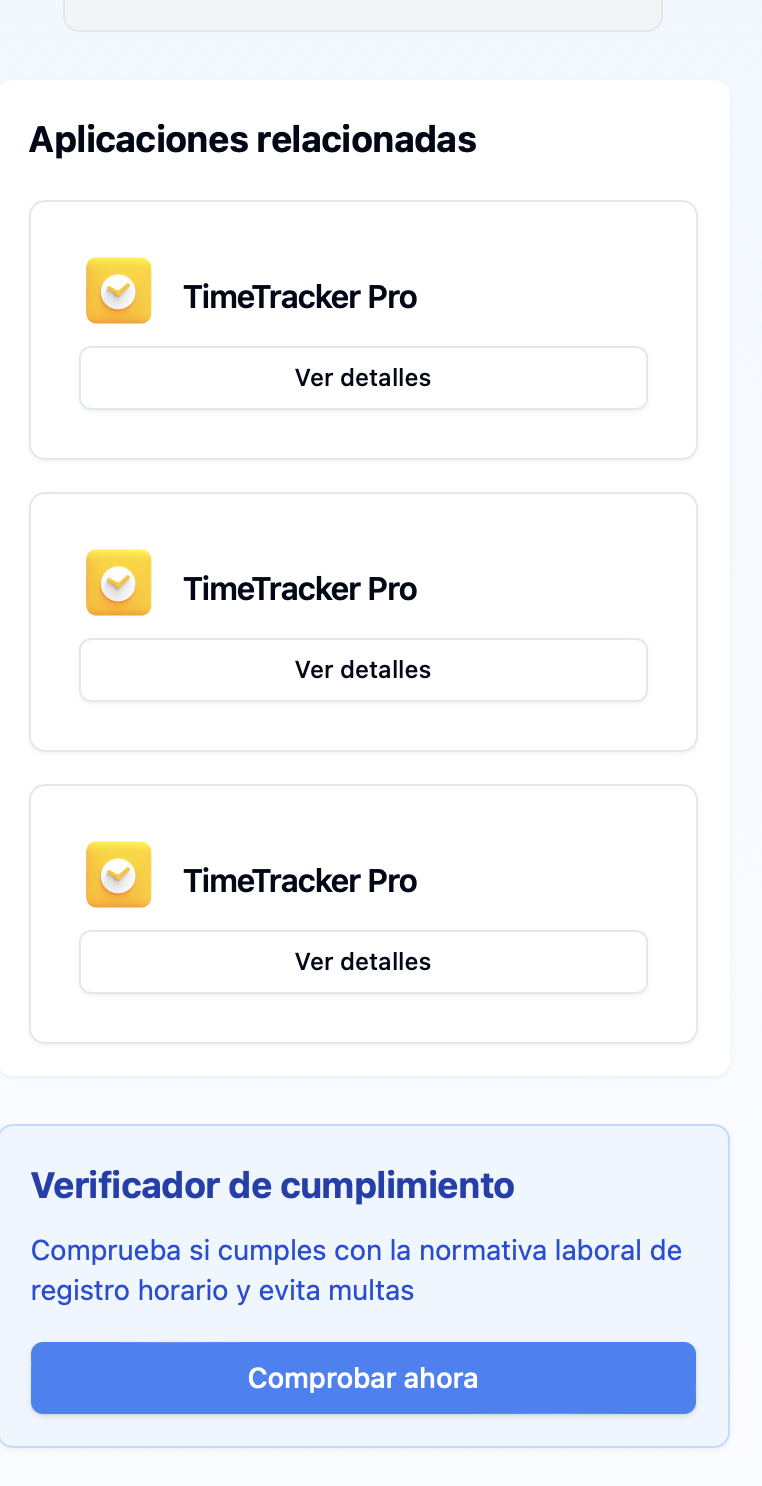 Aplicaciones relacionadas
TimeTracker Pro
Ver detalles
TimeTracker Pro
Ver detalles
TimeTracker Pro
Ver detalles
Verificador de cumplimiento
Comprueba si cumples con la normativa laboral de
registro horario y evita multas
Comprobar ahora